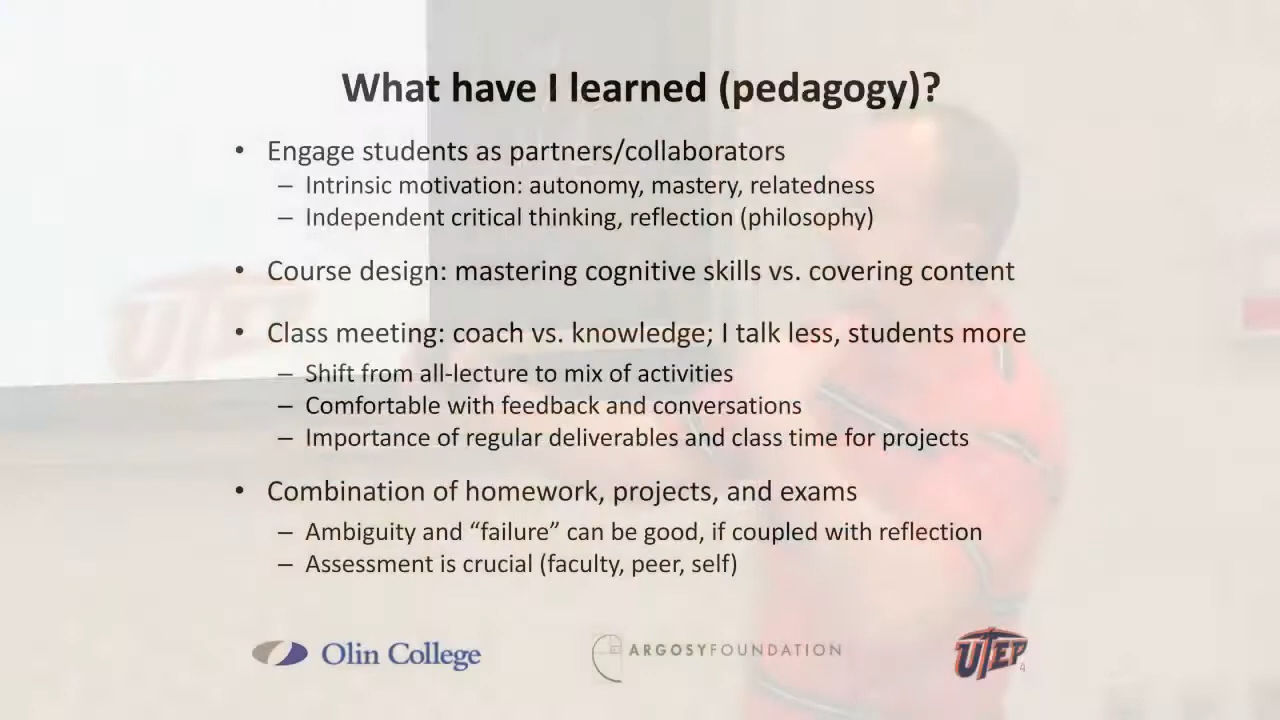 What have I learned (pedagogy)?
• Engage students as partners/collaborators
– Intrinsic motivation: autonomy, mastery, relatedness
– Independent critical thinking, reflection (philosophy)
• Course design: mastering cognitive skills vs. covering content
• Class meeting: coach vs. knowledge; I talk less, students more
– Shift from all-lecture to mix of activities
– Comfortable with feedback and conversations
– Importance of regular deliverables and class time for projects
• Combination of homework, projects, and exams
– Ambiguity and “failure” can be good, if coupled with reflection
– Assessment is crucial (faculty, peer, self)
Olin College
ARGOSYFOUNDATION
UTEP
4
UTEP